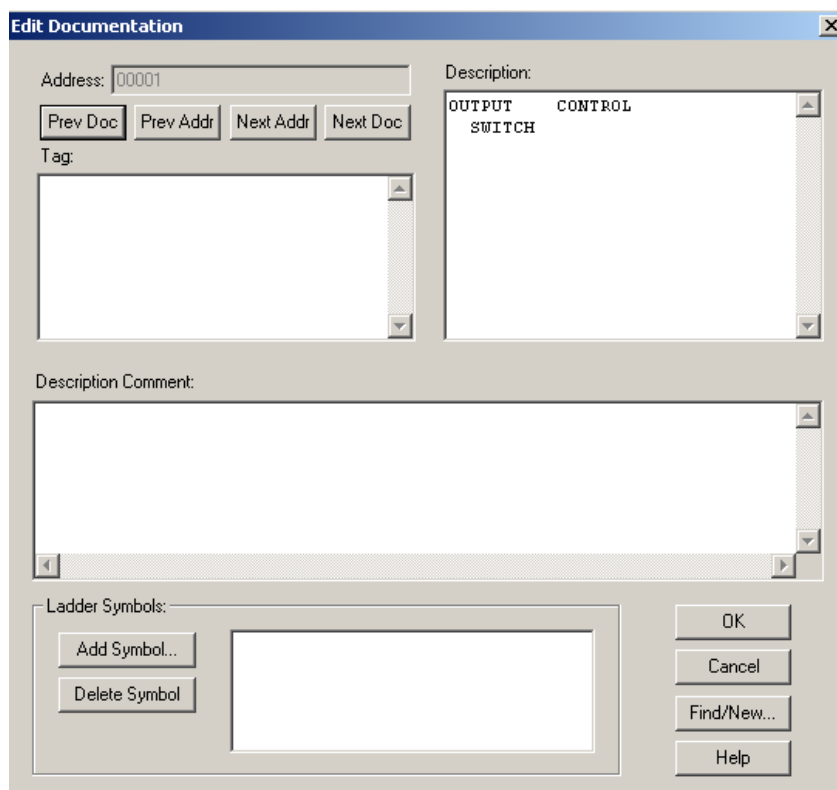 Edit Documentation
Address: 00001
Prev Doc Prev Addr Next Addr Next Doc
Tag:
Description:
OUTPUT CONTROL
SWITCH
Description Comment:
Ladder Symbols:
Add Symbol...
Delete Symbol
OK
Cancel
Find/New...
Help